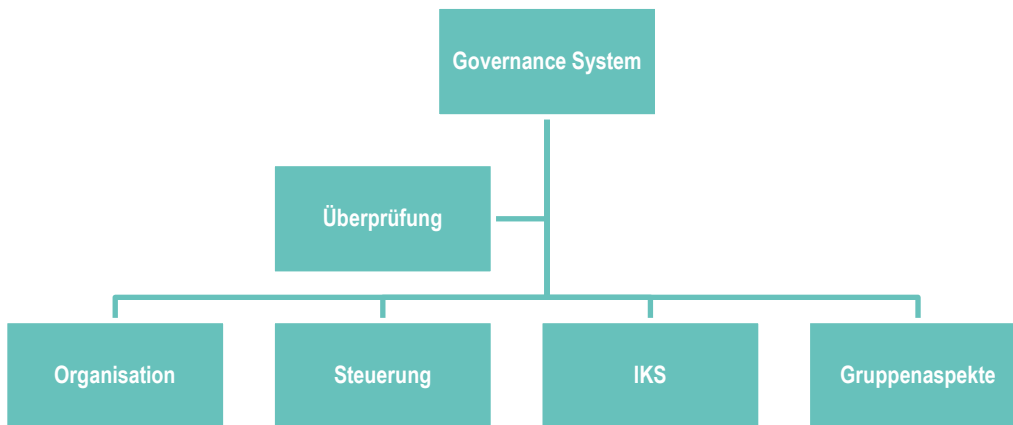 Governance System
Überprüfung
Organisation
Steuerung
IKS
Gruppenaspekte